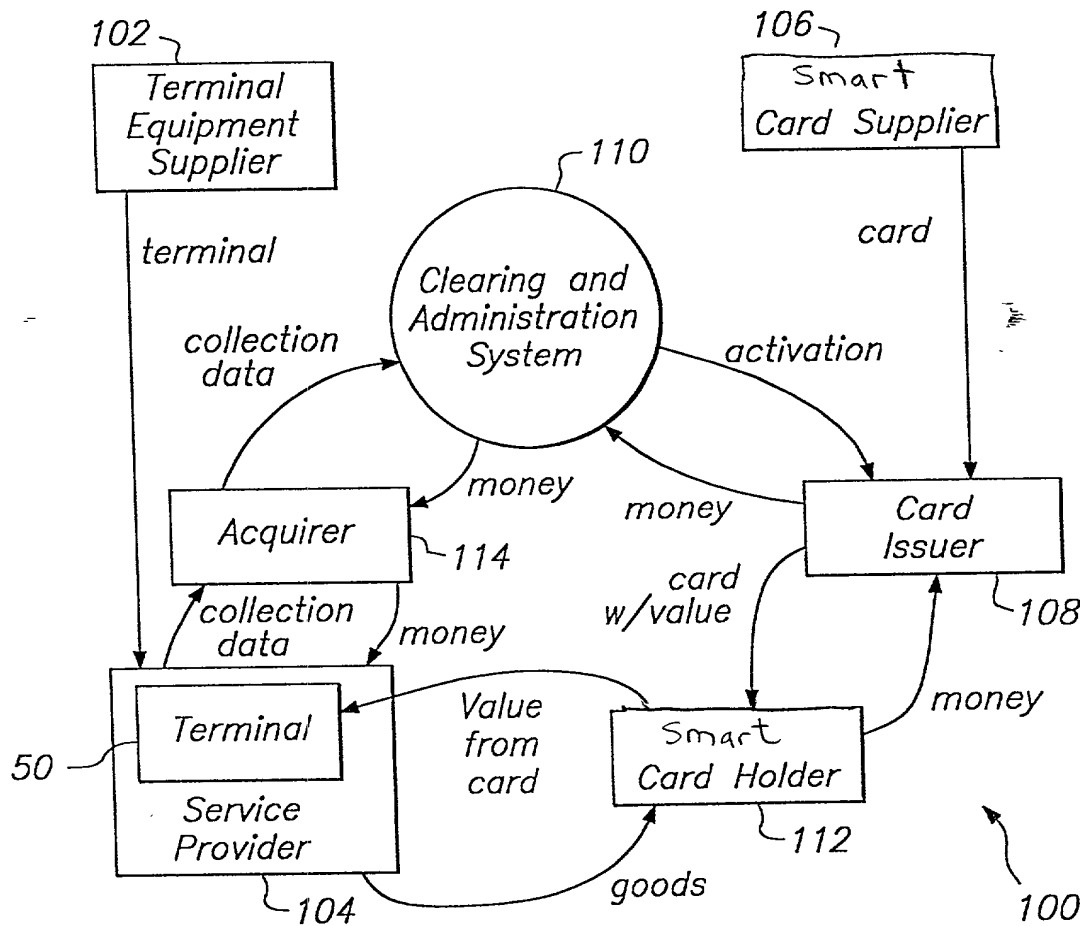 102
Terminal
Equipment
Supplier
106
Smart
Card Supplier
110
terminal
card
Clearing and
Administration
System
collection
data
activation
money
money
Acquirer
114
Card
Issuer
108
collection
data
money
card
w/value
money
Terminal
50
Value
from
card
Smart
Card Holder
112
Service
Provider
104
goods
100